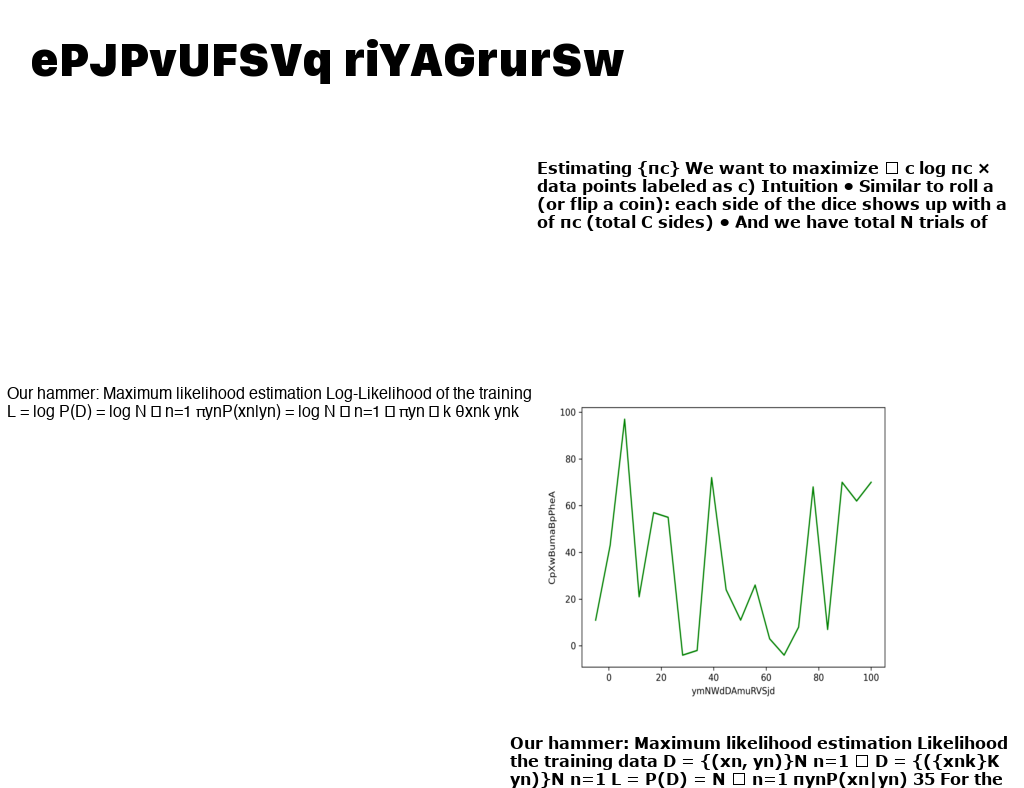 ePJPvUFSVq riYAGrurSw
Estimating {πc} We want to maximize □ c log πc ×
data points labeled as c) Intuition • Similar to roll a
(or flip a coin): each side of the dice shows up with a
of πc (total C sides) • And we have total N trials of
Our hammer: Maximum likelihood estimation Log-Likelihood of the training
L = log P(D) = log N □ n=1 πynP(xn|yn) = log N □ n=1 □ πyn □ k θxnk ynk
100
80
60
40
20
0
CpXwBumaBpPheA
0 20 40 60 80 100
ymNWdDAmuRVSjd
Our hammer: Maximum likelihood estimation Likelihood
the training data D = {(xn, yn)}N n=1 □ D = {({xnk}K
yn)}N n=1 L = P(D) = N □ n=1 πynP(xn|yn) 35 For the